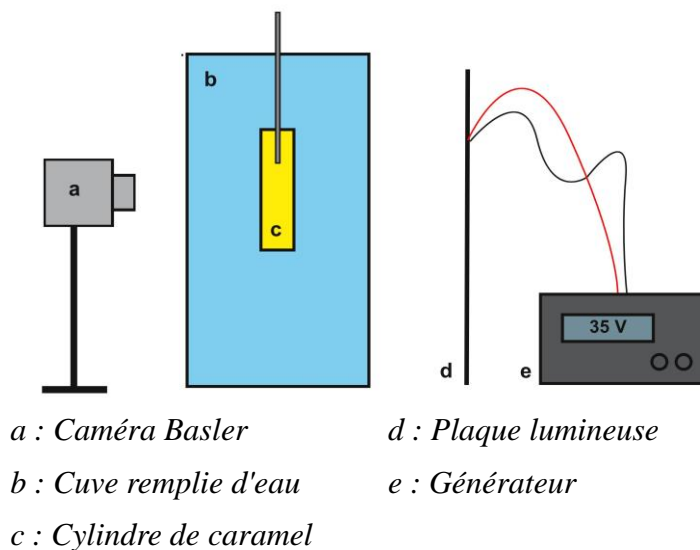 b
a
c
35 V
d
e
a : Caméra Basler
d : Plaque lumineuse
b : Cuve remplie d'eau
e : Générateur
c : Cylindre de caramel